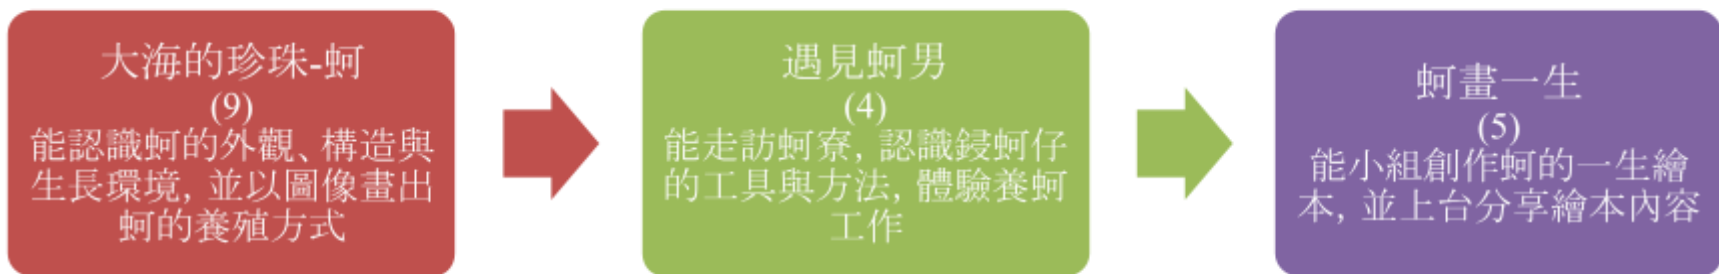 大海的珍珠-蚵
(9)
能認識蚵的外觀、構造與
生長環境, 並以圖像畫出
蚵的養殖方式
遇見蚵男
(4)
能走訪蚵寮, 認識鋟蚵仔
的工具與方法, 體驗養蚵
工作
蚵畫一生
(5)
能小組創作蚵的一生繪
本, 並上台分享繪本內容